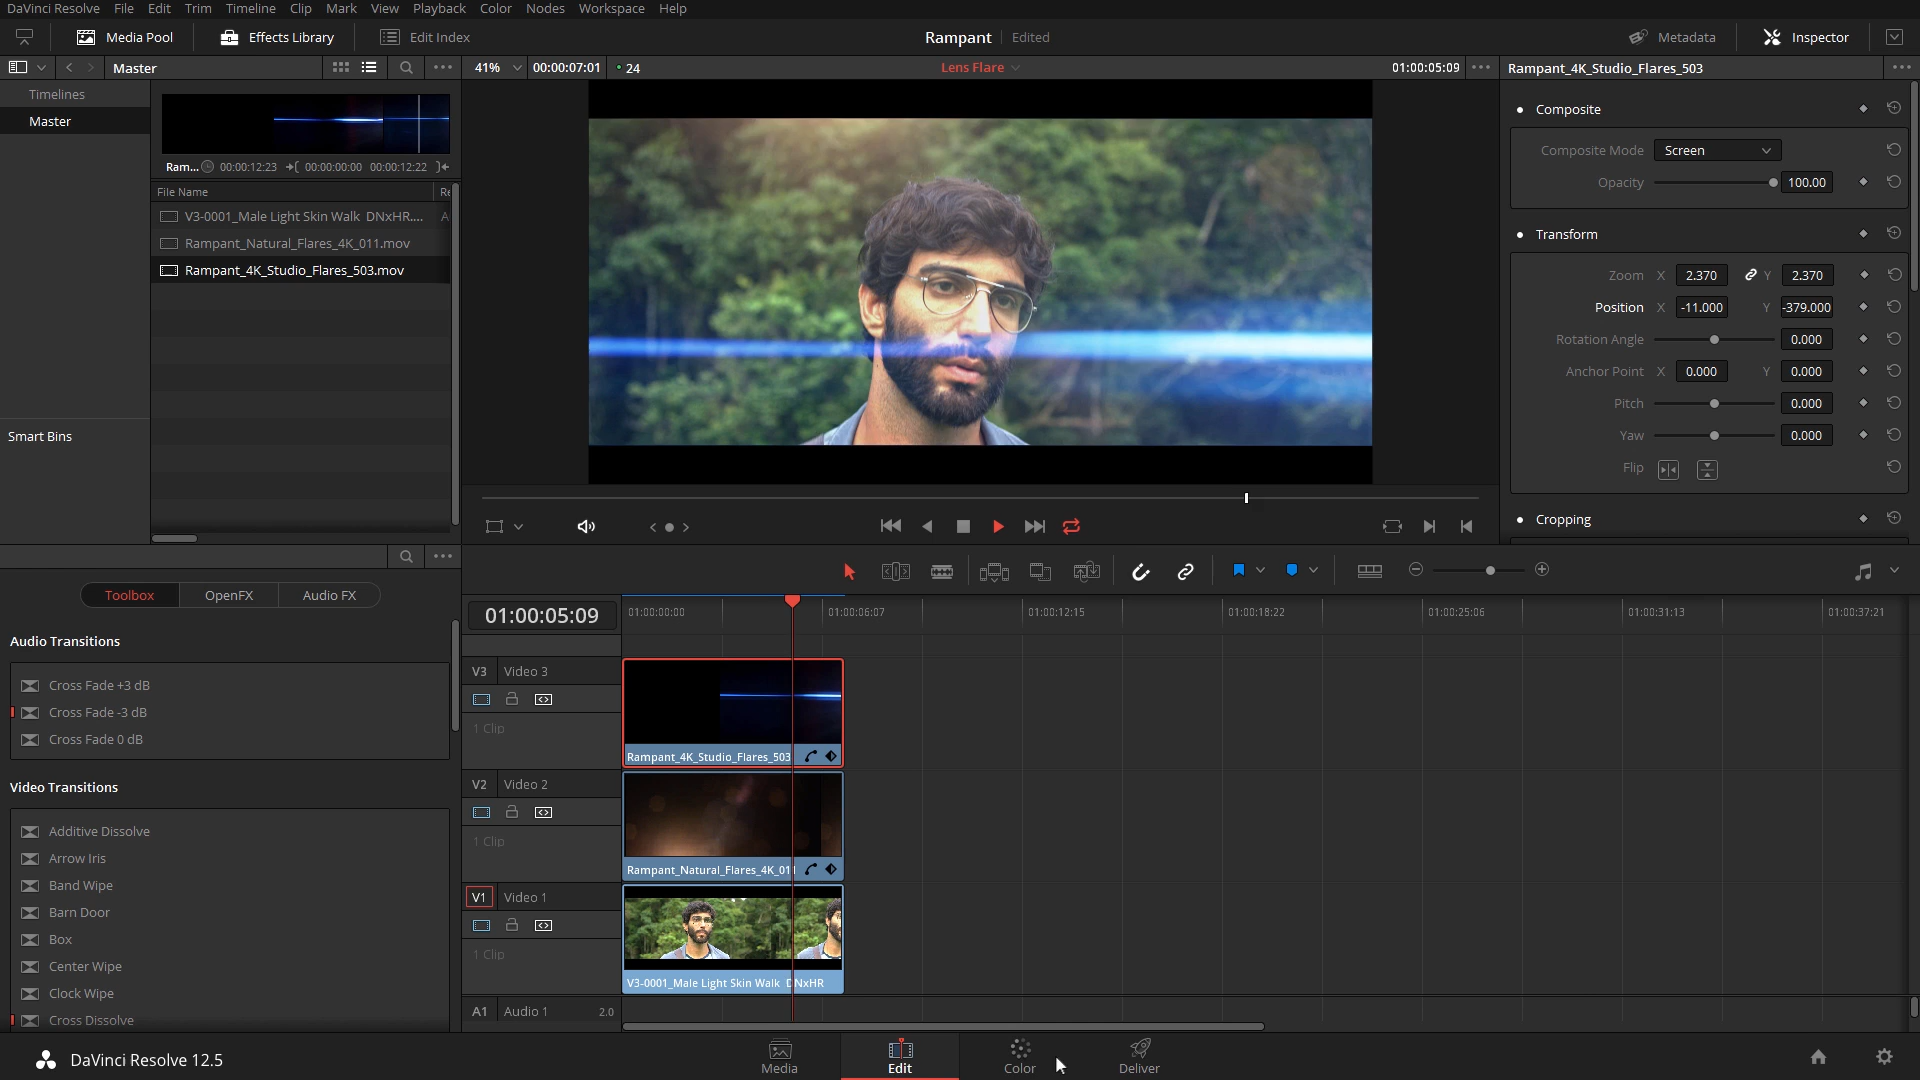 DaVinci Resolve File Edit Trim Timeline Clip Mark View Playback Color Nodes Workspace Help
Media Pool Effects Library Edit Index Rampant Edited Metadata Inspector
Master 41% 00:00:07:01 24 Lens Flare 01:00:05:09 Rampant_4K_Studio_Flares_503
Timelines
Master
Ram... 00:00:12:23 00:00:00:00 00:00:12:22
File Name Re
V3-0001_Male Light Skin Walk DNxHR.... A
Rampant_Natural_Flares_4K_011.mov
Rampant_4K_Studio_Flares_503.mov
Smart Bins
Composite
Composite Mode Screen
Opacity 100.00
Transform
Zoom X 2.370 Y 2.370
Position X -11.000 Y -379.000
Rotation Angle 0.000
Anchor Point X 0.000 Y 0.000
Pitch 0.000
Yaw 0.000
Flip
Cropping
Toolbox OpenFX Audio FX
Audio Transitions
Cross Fade +3 dB
Cross Fade -3 dB
Cross Fade 0 dB
Video Transitions
Additive Dissolve
Arrow Iris
Band Wipe
Barn Door
Box
Center Wipe
Clock Wipe
Cross Dissolve
01:00:05:09 01:00:00:00 01:00:06:07 01:00:12:15 01:00:18:22 01:00:25:06 01:00:31:13 01:00:37:21
V3 Video 3
1 Clip
Rampant_4K_Studio_Flares_503
V2 Video 2
1 Clip
Rampant_Natural_Flares_4K_011
V1 Video 1
1 Clip
V3-0001_Male Light Skin Walk DNxHR
A1 Audio 1 2.0
DaVinci Resolve 12.5 Media Edit Color Deliver